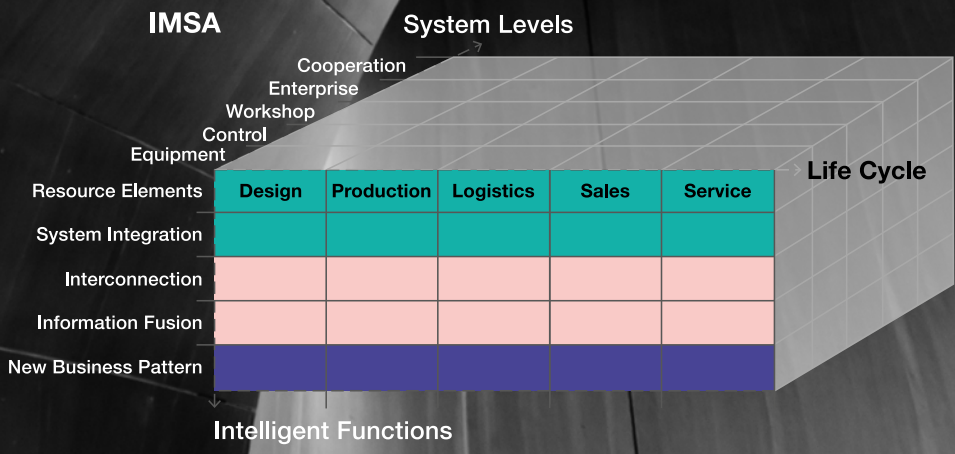 IMSA
System Levels
Cooperation
Enterprise
Workshop
Control
Equipment
Life Cycle
Resource Elements
Design
Production
Logistics
Sales
Service
System Integration
Interconnection
Information Fusion
New Business Pattern
Intelligent Functions